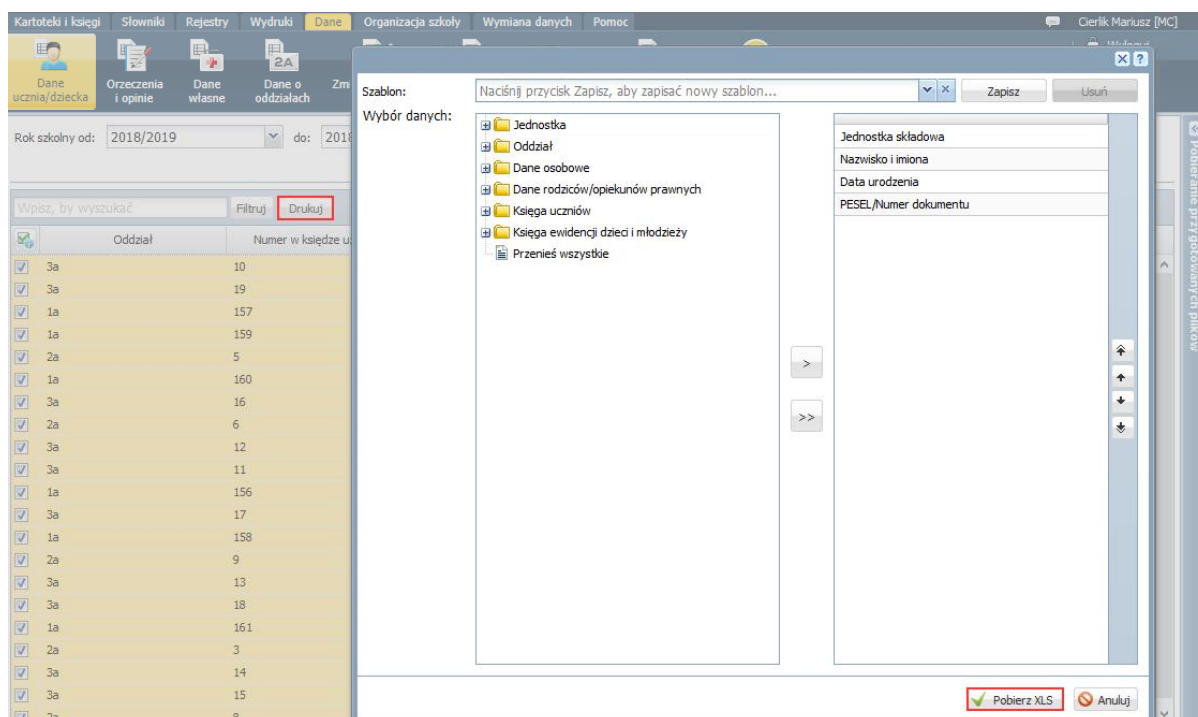 Kartoteki i księgi Słowniki Rejestry Wydruki Dane Organizacja szkoły Wymiana danych Pomoc Cierlik Mariusz [MC]
2A
Dane ucznia/dziecka
Orzeczenia i opinie
Dane własne
Dane o oddziałach
Zmi
Rok szkolny od: 2018/2019 do: 2018
Wpisz, by wyszukać Filtruj Drukuj
Oddział Numer w księdze u
3a 10
3a 19
1a 157
1a 159
2a 5
1a 160
3a 16
2a 6
3a 12
3a 11
1a 156
3a 17
1a 158
2a 9
3a 13
3a 18
1a 161
2a 3
3a 14
3a 15
Szablon: Naciśnij przycisk Zapisz, aby zapisać nowy szablon... Zapisz Usuń
Wybór danych:
Jednostka
Oddział
Dane osobowe
Dane rodziców/opiekunów prawnych
Księga uczniów
Księga ewidencji dzieci i młodzieży
Przenieś wszystkie
>
>>
Jednostka składowa
Nazwisko i imiona
Data urodzenia
PESEL/Numer dokumentu
Pobierz XLS Anuluj
Pobieranie przygotowanych plików